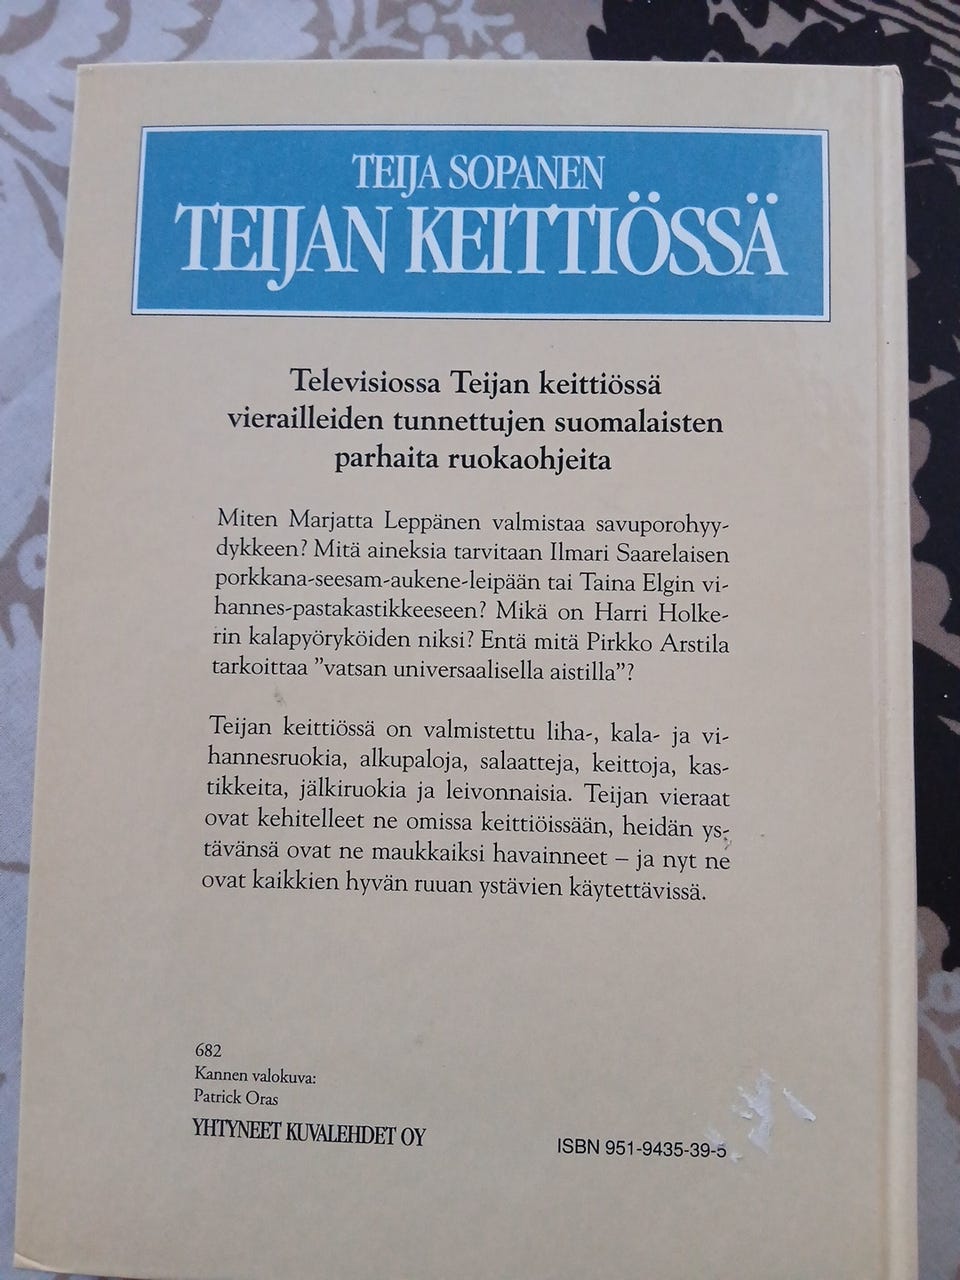 TEIJA SOPANEN
TEIJAN KEITTIÖSSÄ
Televisiossa Teijan keittiössä
vierailleiden tunnettujen suomalaisten
parhaita ruokaohjeita
Miten Marjatta Leppänen valmistaa savuporohyy-
dykkeen? Mitä aineksia tarvitaan Ilmari Saarelaisen
porkkana-seesam-aukene-leipään tai Taina Elgin vi-
hannes-pastakastikkeeseen? Mikä on Harri Holke-
rin kalapyöryköiden niksi? Entä mitä Pirkko Arstila
tarkoittaa ”vatsan universaalisella aistilla”?
Teijan keittiössä on valmistettu liha-, kala- ja vi-
hannesruokia, alkupaloja, salaatteja, keittoja, kas-
tikkeita, jälkiruokia ja leivonnaisia. Teijan vieraat
ovat kehitelleet ne omissa keittiöissään, heidän ys-
tävänsä ovat ne maukkaiksi havainneet – ja nyt ne
ovat kaikkien hyvän ruuan ystävien käytettävissä.
682
Kannen valokuva:
Patrick Oras
YHTYNEET KUVALEHDET OY
ISBN 951-9435-39-5